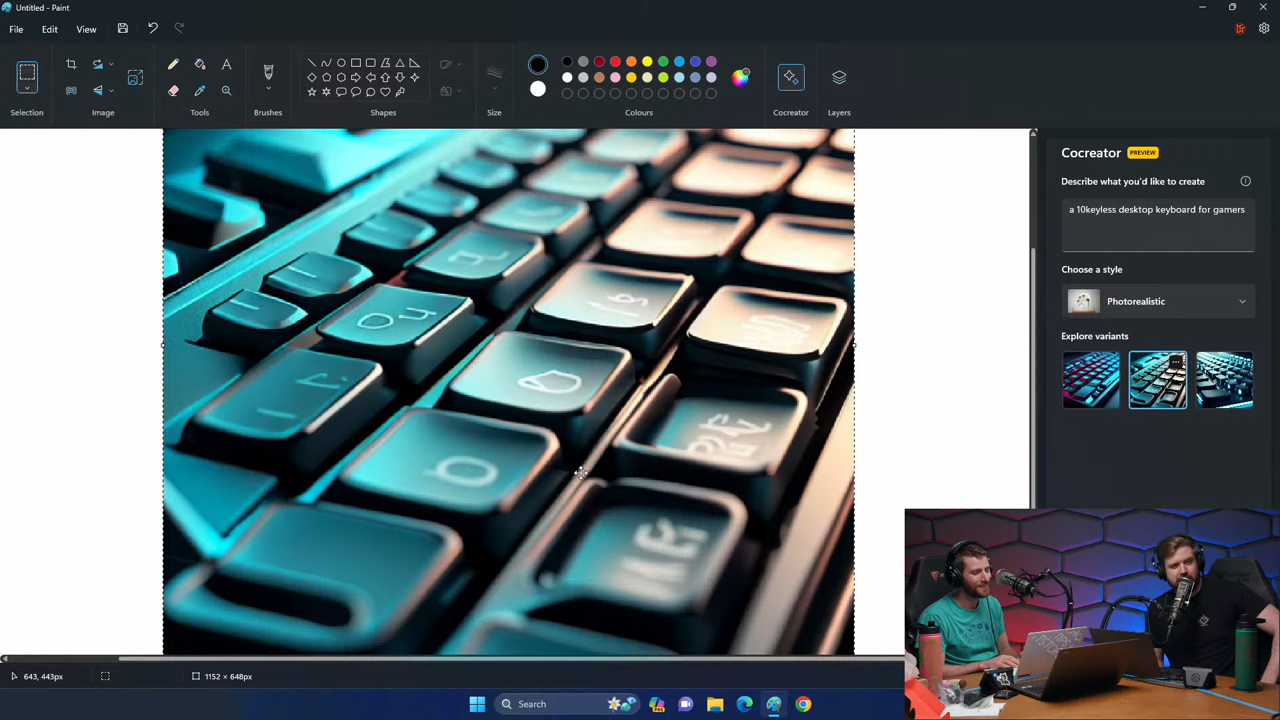 Untitled - Paint
File
Edit
View
Selection
Image
Tools
Brushes
Shapes
Size
Colours
Cocreator
Layers
Cocreator
PREVIEW
Describe what you'd like to create
a 10keyless desktop keyboard for gamers
Choose a style
Photorealistic
Explore variants
643, 443px
1152 × 648px
Search